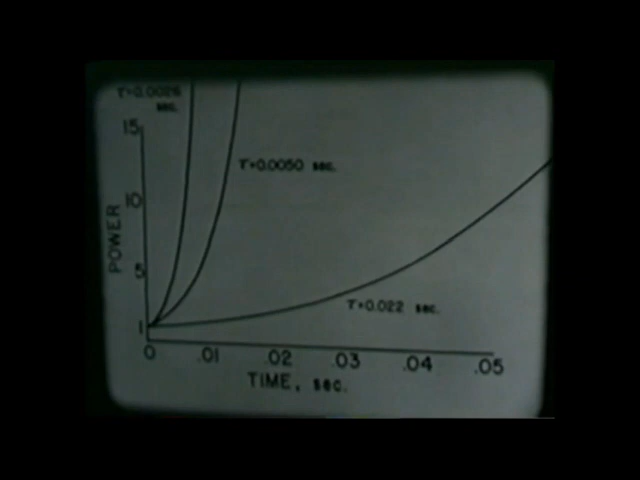 τ=0.0026
sec.
15
τ=0.0050 sec.
10
POWER
5
τ=0.022 sec.
1
0 .01 .02 .03 .04 .05
TIME, sec.